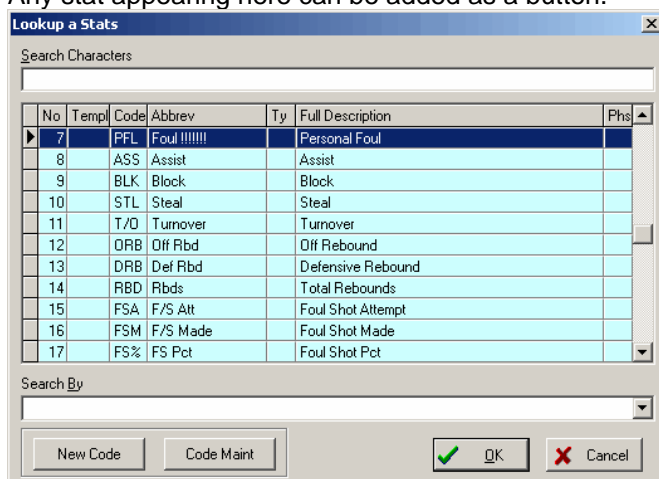 Any stat appearing here can be added as a button.
Lookup a Stats
Search Characters
No Templ Code Abbrev Ty Full Description Phs
7 PFL Foul !!!!!!! Personal Foul
8 ASS Assist Assist
9 BLK Block Block
10 STL Steal Steal
11 T/O Turnover Turnover
12 ORB Off Rbd Off Rebound
13 DRB Def Rbd Defensive Rebound
14 RBD Rbds Total Rebounds
15 FSA F/S Att Foul Shot Attempt
16 FSM F/S Made Foul Shot Made
17 FS% FS Pct Foul Shot Pct
Search By
New Code Code Maint OK Cancel